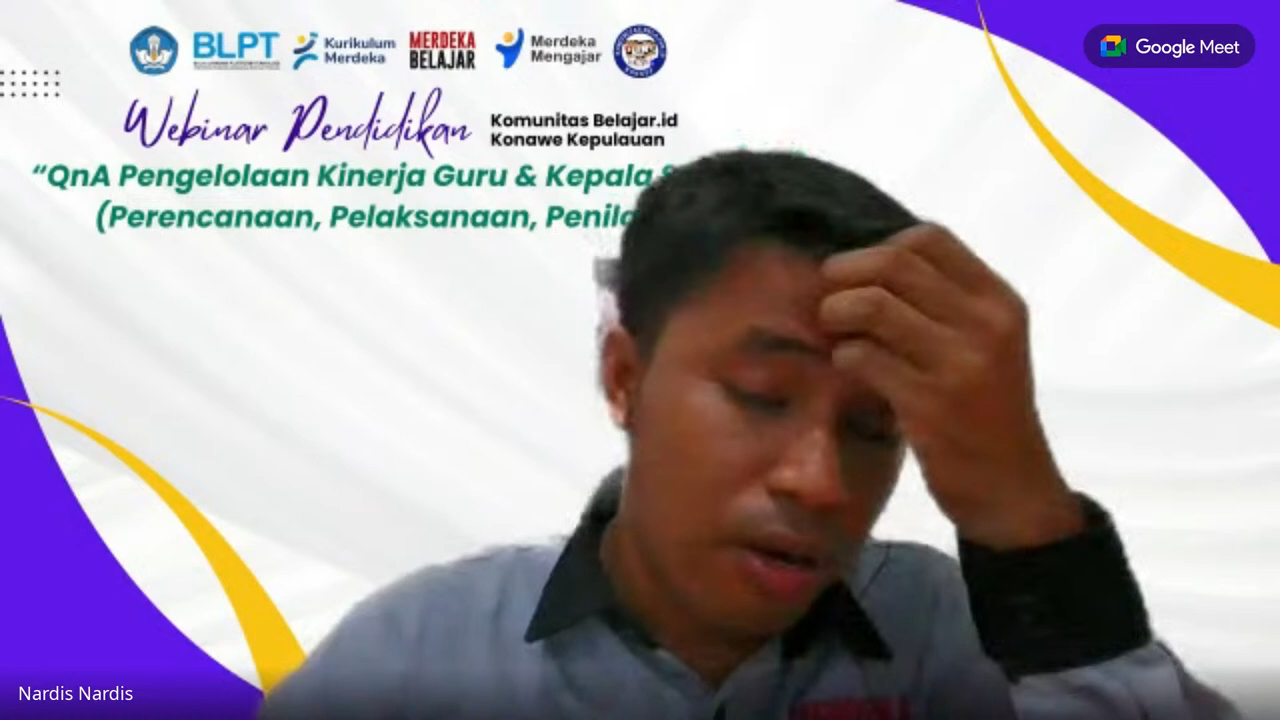 Google Meet
BLPT
Kurikulum
Merdeka
MERDEKA
BELAJAR
Merdeka
Mengajar
Webinar Pendidikan
Komunitas Belajar.id
Konawe Kepulauan
“QnA Pengelolaan Kinerja Guru & Kepala
(Perencanaan, Pelaksanaan,
Nardis Nardis